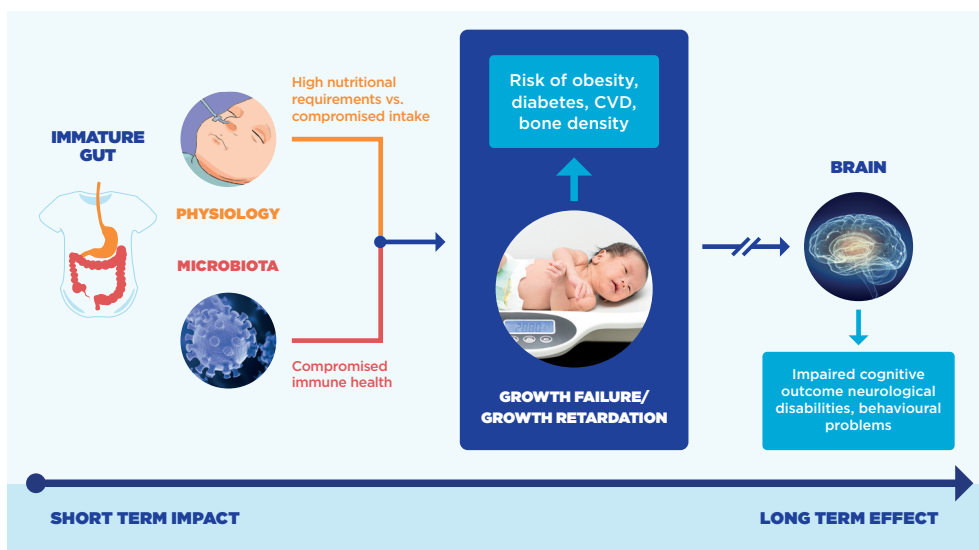 IMMATURE
GUT
High nutritional
requirements vs.
compromised intake
PHYSIOLOGY
MICROBIOTA
Compromised
immune health
Risk of obesity,
diabetes, CVD,
bone density
GROWTH FAILURE/
GROWTH RETARDATION
BRAIN
Impaired cognitive
outcome neurological
disabilities, behavioural
problems
SHORT TERM IMPACT
LONG TERM EFFECT